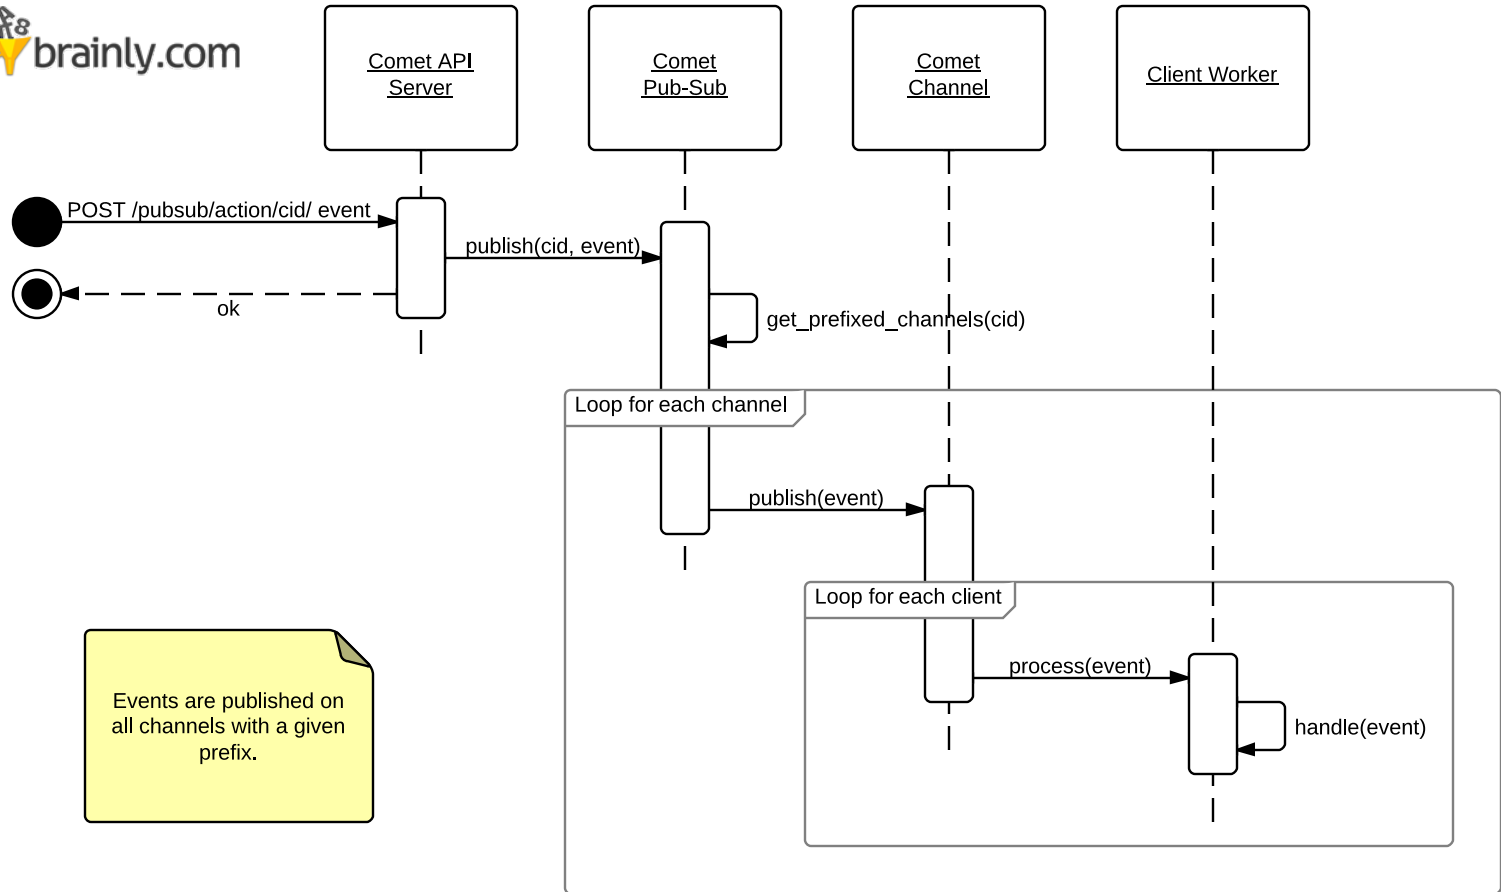 brainly.com
Comet API
Server
Comet
Pub-Sub
Comet
Channel
Client Worker
POST /pubsub/action/cid/ event
publish(cid, event)
ok
get_prefixed_channels(cid)
Loop for each channel
publish(event)
Loop for each client
process(event)
handle(event)
Events are published on
all channels with a given
prefix.